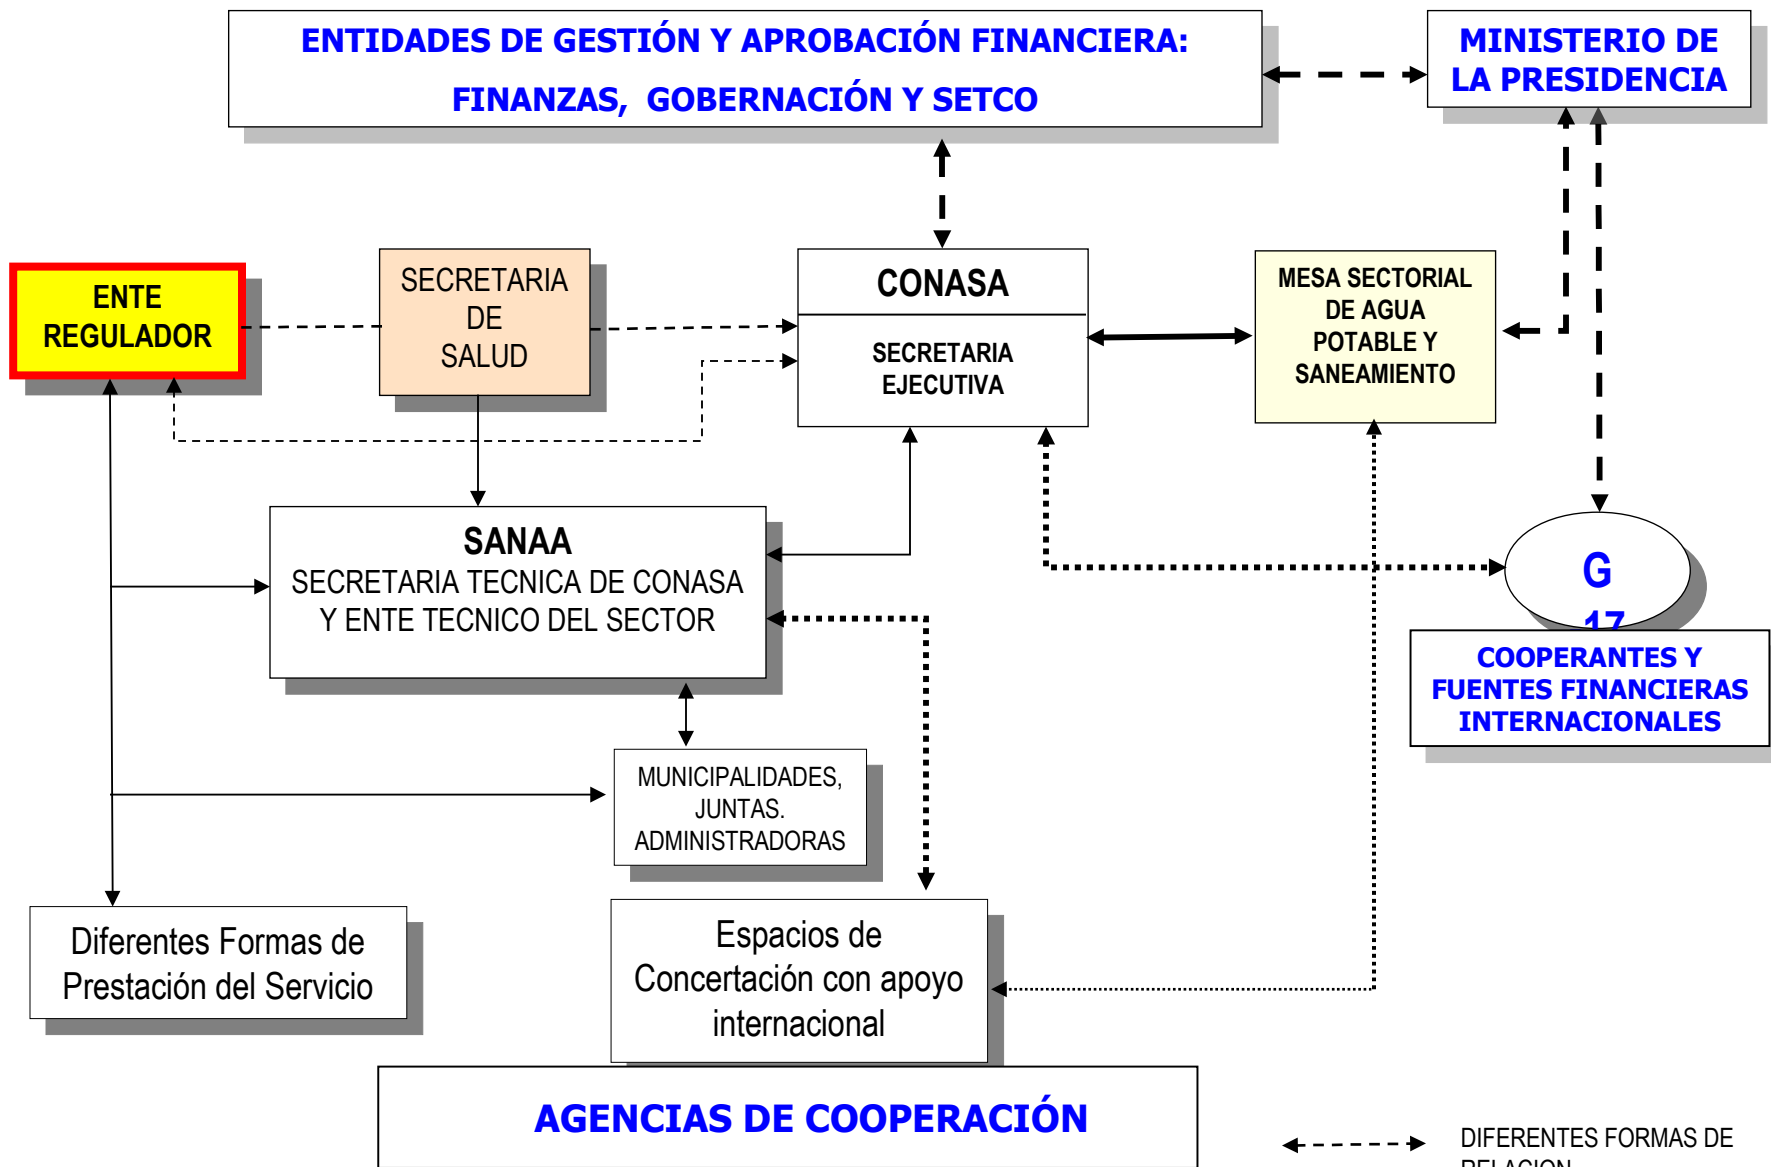 ENTIDADES DE GESTIÓN Y APROBACIÓN FINANCIERA:
FINANZAS, GOBERNACIÓN Y SETCO
MINISTERIO DE
LA PRESIDENCIA
ENTE
REGULADOR
SECRETARIA
DE
SALUD
CONASA
SECRETARIA
EJECUTIVA
MESA SECTORIAL
DE AGUA
POTABLE Y
SANEAMIENTO
SANAA
SECRETARIA TECNICA DE CONASA
Y ENTE TECNICO DEL SECTOR
G
17
COOPERANTES Y
FUENTES FINANCIERAS
INTERNACIONALES
MUNICIPALIDADES,
JUNTAS.
ADMINISTRADORAS
Diferentes Formas de
Prestación del Servicio
Espacios de
Concertación con apoyo
internacional
AGENCIAS DE COOPERACIÓN
DIFERENTES FORMAS DE
RELACION